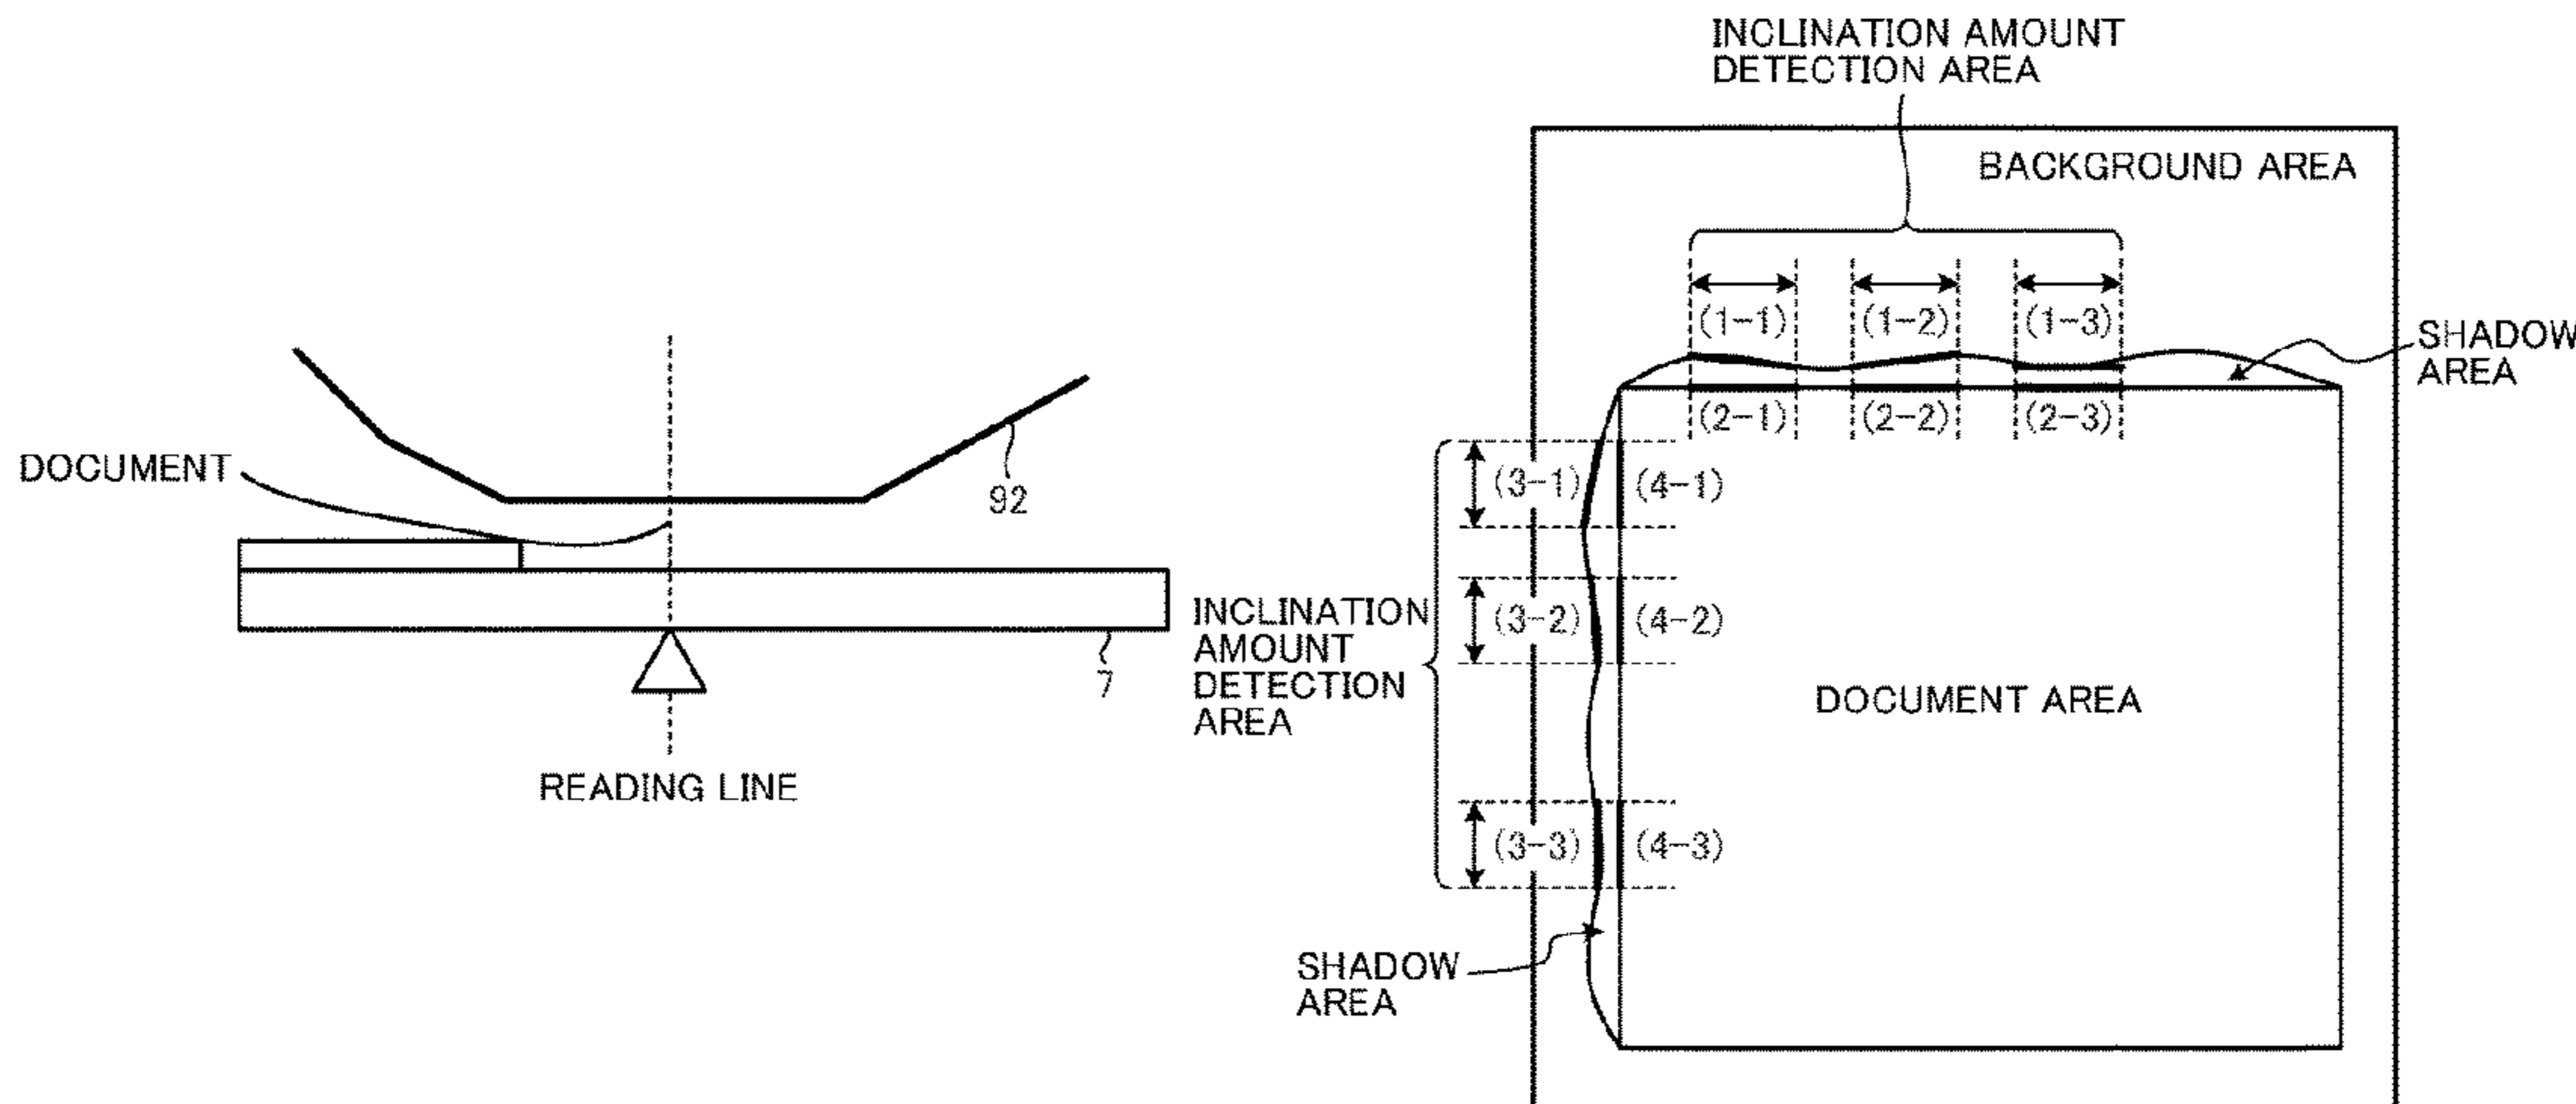 DOCUMENT
92
7
READING LINE
INCLINATION AMOUNT
DETECTION AREA
BACKGROUND AREA
(1-1) (1-2) (1-3)
SHADOW
AREA
(2-1) (2-2) (2-3)
(3-1) (4-1)
(3-2) (4-2)
INCLINATION
AMOUNT
DETECTION
AREA
DOCUMENT AREA
(3-3) (4-3)
SHADOW
AREA